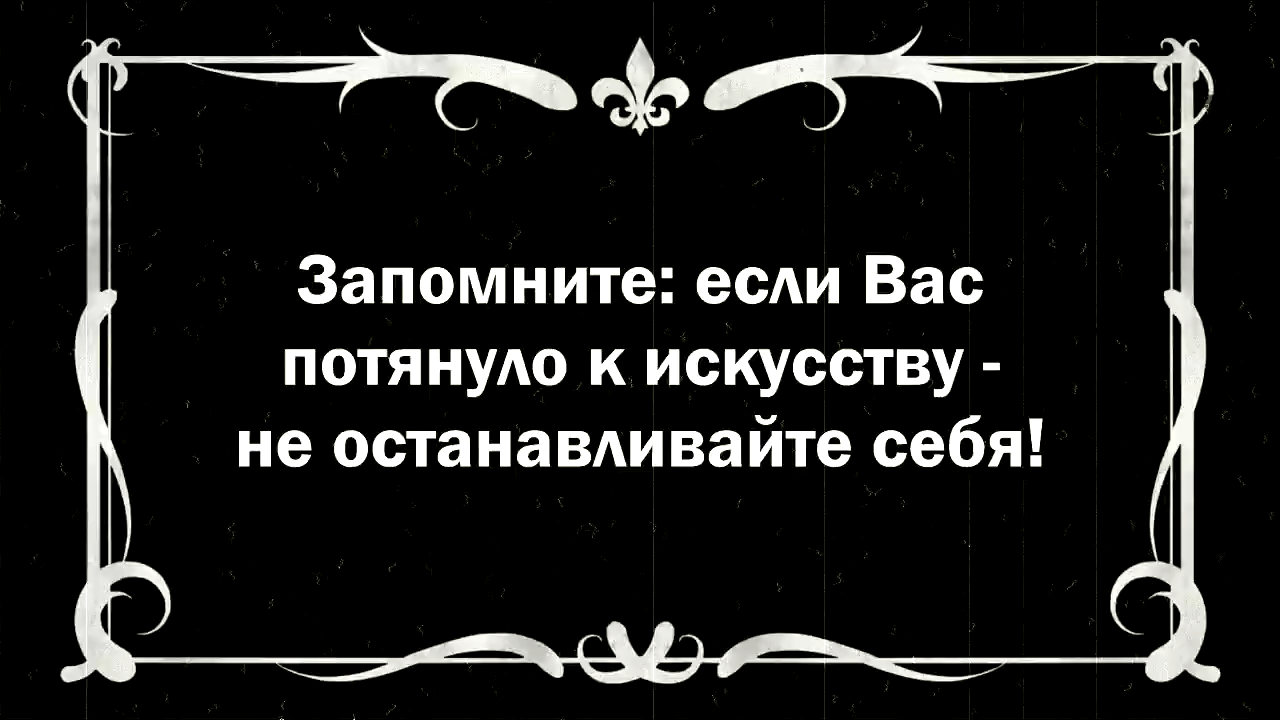 Запомните: если Вас
потянуло к искусству -
не останавливайте себя!